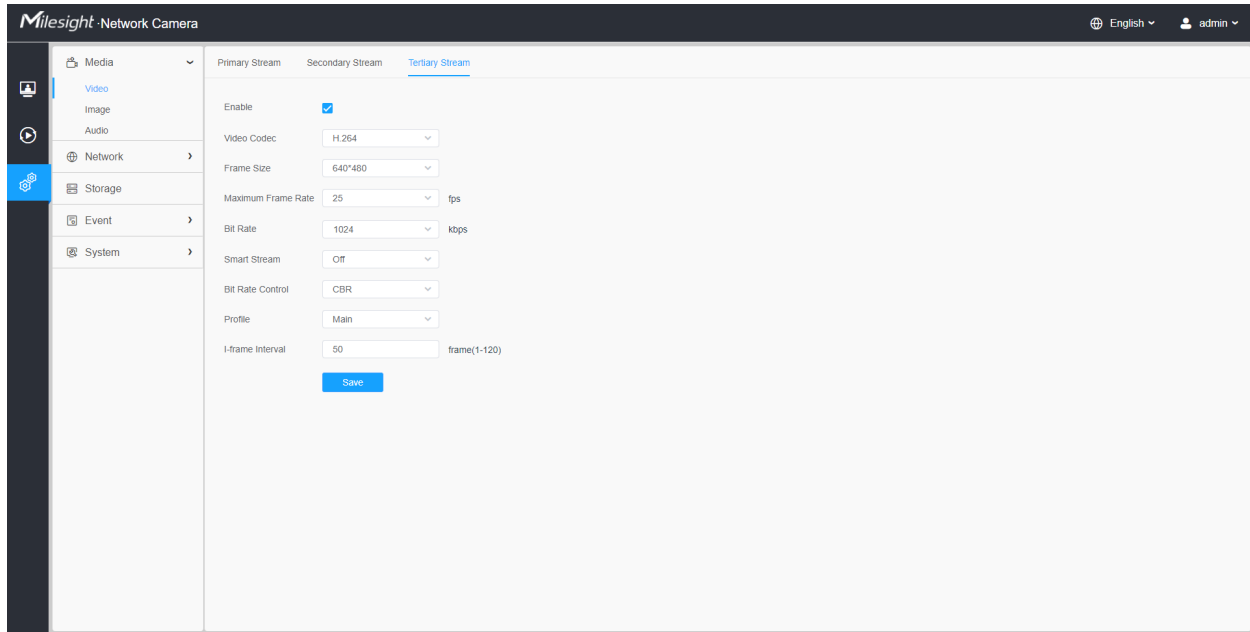 Milesight ·Network Camera
English
admin
Media
Video
Image
Audio
Network
Storage
Event
System
Primary Stream Secondary Stream Tertiary Stream
Enable
Video Codec H.264
Frame Size 640*480
Maximum Frame Rate 25 fps
Bit Rate 1024 kbps
Smart Stream Off
Bit Rate Control CBR
Profile Main
I-frame Interval 50 frame(1-120)
Save